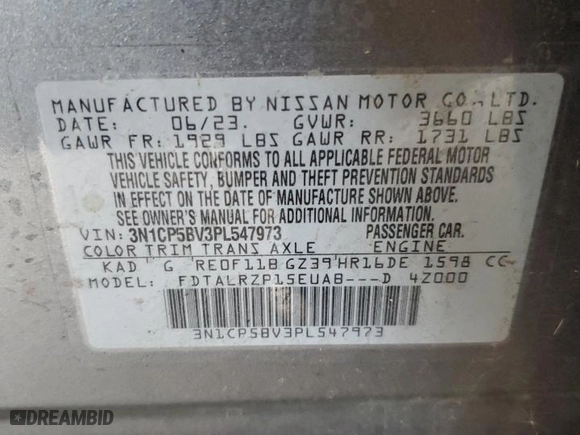 MANUFACTURED BY NISSAN MOTOR CO., LTD.
DATE: 06/23. GVWR: 3660 LBS
GAWR FR: 1929 LBS GAWR RR: 1731 LBS
THIS VEHICLE CONFORMS TO ALL APPLICABLE FEDERAL MOTOR
VEHICLE SAFETY, BUMPER AND THEFT PREVENTION STANDARDS
IN EFFECT ON THE DATE OF MANUFACTURE SHOWN ABOVE.
SEE OWNER'S MANUAL FOR ADDITIONAL INFORMATION.
VIN: 3N1CP5BV3PL547973 PASSENGER CAR.
COLOR TRIM TRANS AXLE ENGINE
KAD G RE0F11B GZ39 HR16DE 1598 CC
MODEL: FDTALRZP15EUAB---D 4Z000
3N1CP5BV3PL547973
DREAMBID